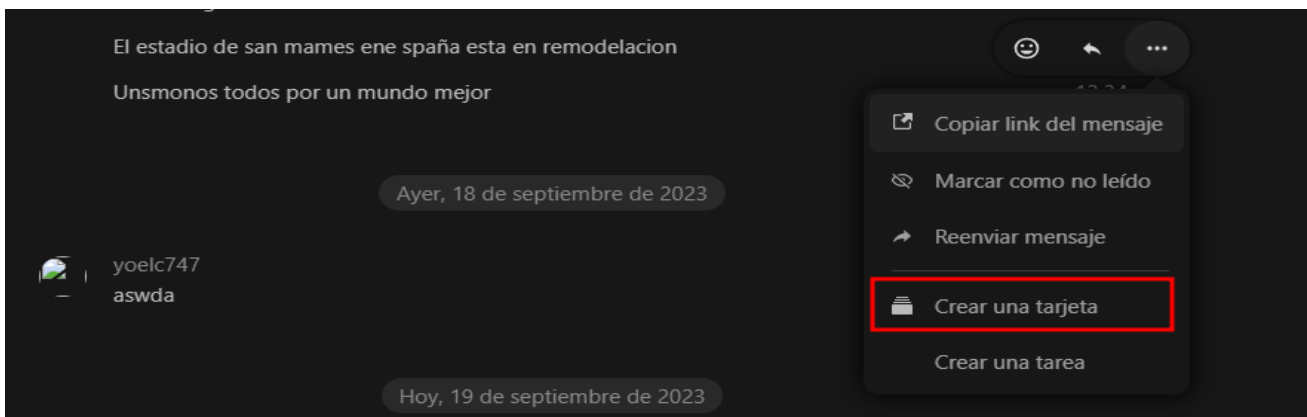 El estadio de san mames ene spaña esta en remodelacion
Unsmonos todos por un mundo mejor
Copiar link del mensaje
Ayer, 18 de septiembre de 2023
Marcar como no leído
Reenviar mensaje
yoelc747
aswda
Crear una tarjeta
Crear una tarea
Hoy, 19 de septiembre de 2023